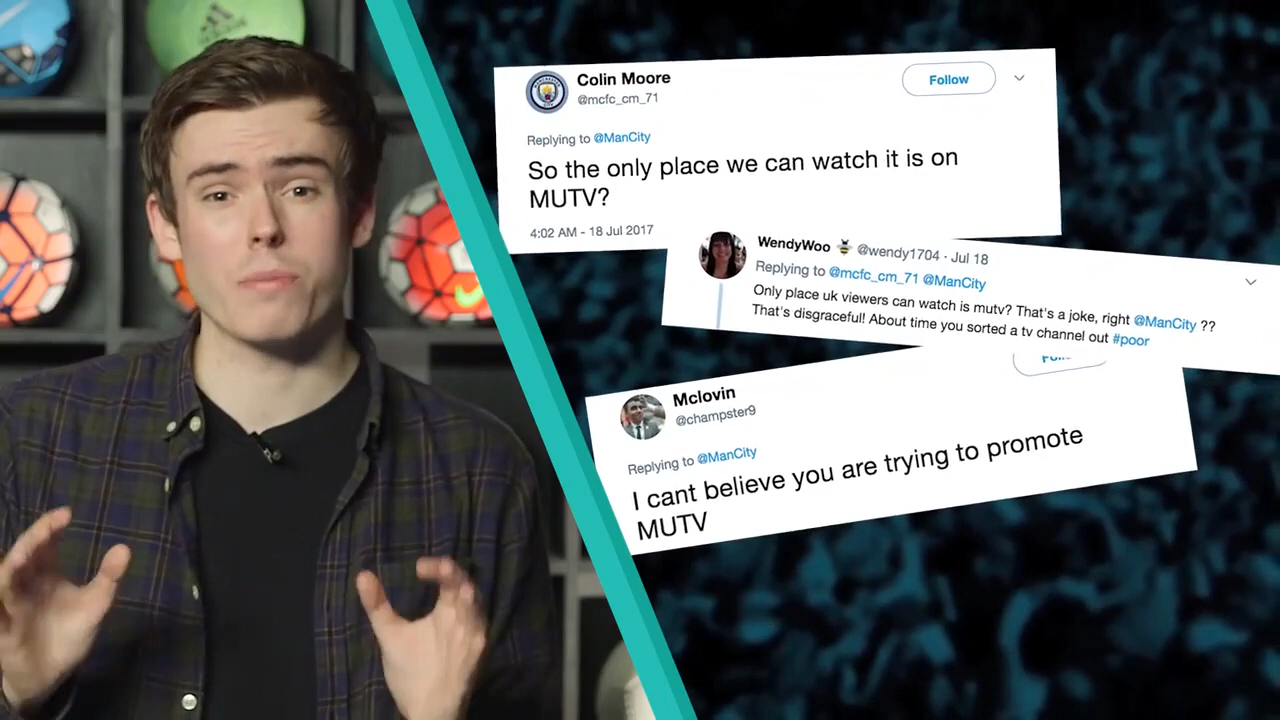 Colin Moore
@mcfc_cm_71
Follow
Replying to @ManCity
So the only place we can watch it is on
MUTV?
4:02 AM - 18 Jul 2017
WendyWoo @wendy1704 · Jul 18
Replying to @mcfc_cm_71 @ManCity
Only place uk viewers can watch is mutv? That's a joke, right @ManCity ??
That's disgraceful! About time you sorted a tv channel out #poor
Mclovin
@champster9
Replying to @ManCity
I cant believe you are trying to promote
MUTV